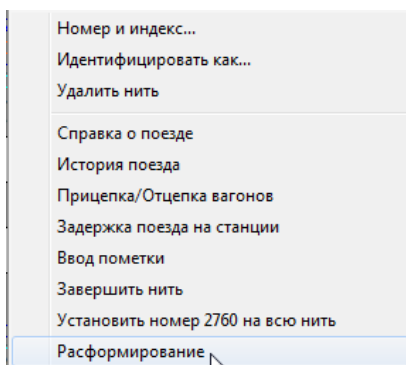 Номер и индекс...
Идентифицировать как...
Удалить нить
Справка о поезде
История поезда
Прицепка/Отцепка вагонов
Задержка поезда на станции
Ввод пометки
Завершить нить
Установить номер 2760 на всю нить
Расформирование